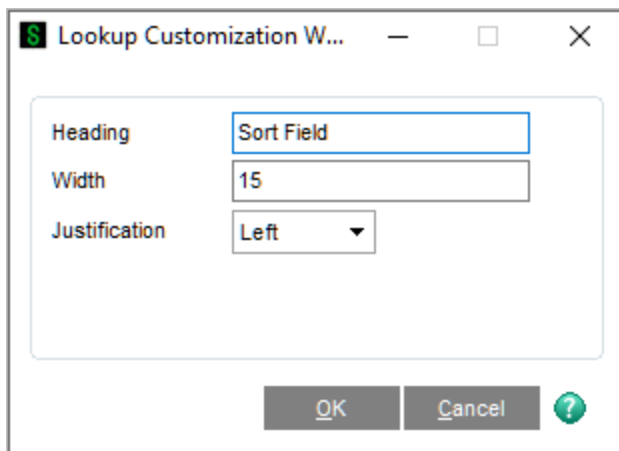 Lookup Customization W...
Heading Sort Field
Width 15
Justification Left
OK Cancel ?